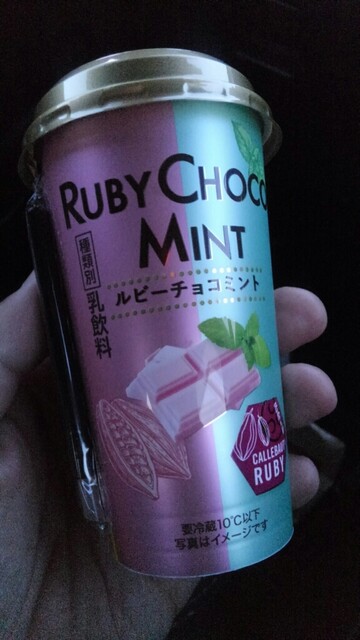 RUBY CHOCO
MINT
ルビーチョコミント
種類別 乳飲料
CALLEBAUT
RUBY
要冷蔵10℃以下
写真はイメージです